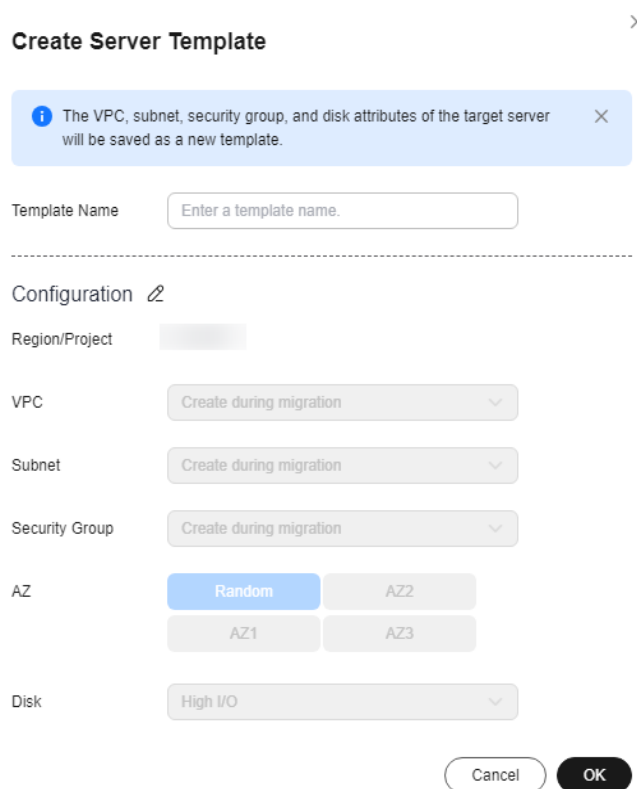 Create Server Template
The VPC, subnet, security group, and disk attributes of the target server
will be saved as a new template.
Template Name
Enter a template name.
Configuration
Region/Project
VPC
Create during migration
Subnet
Create during migration
Security Group
Create during migration
AZ
Random
AZ2
AZ1
AZ3
Disk
High I/O
Cancel
OK